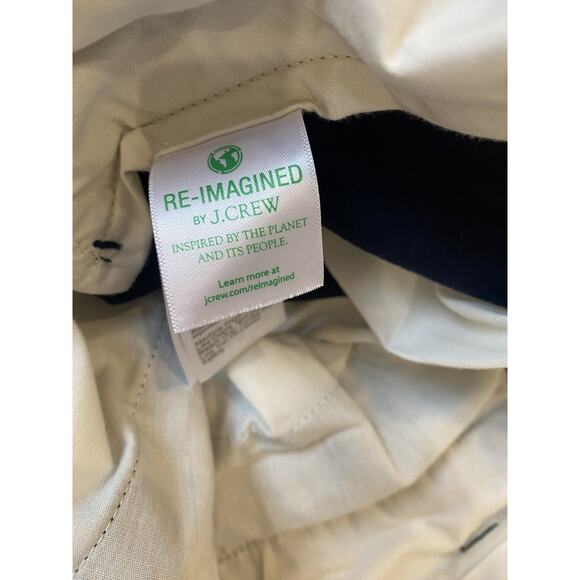 RE-IMAGINED
BY J.CREW
INSPIRED BY THE PLANET
AND ITS PEOPLE.
Learn more at
jcrew.com/reimagined